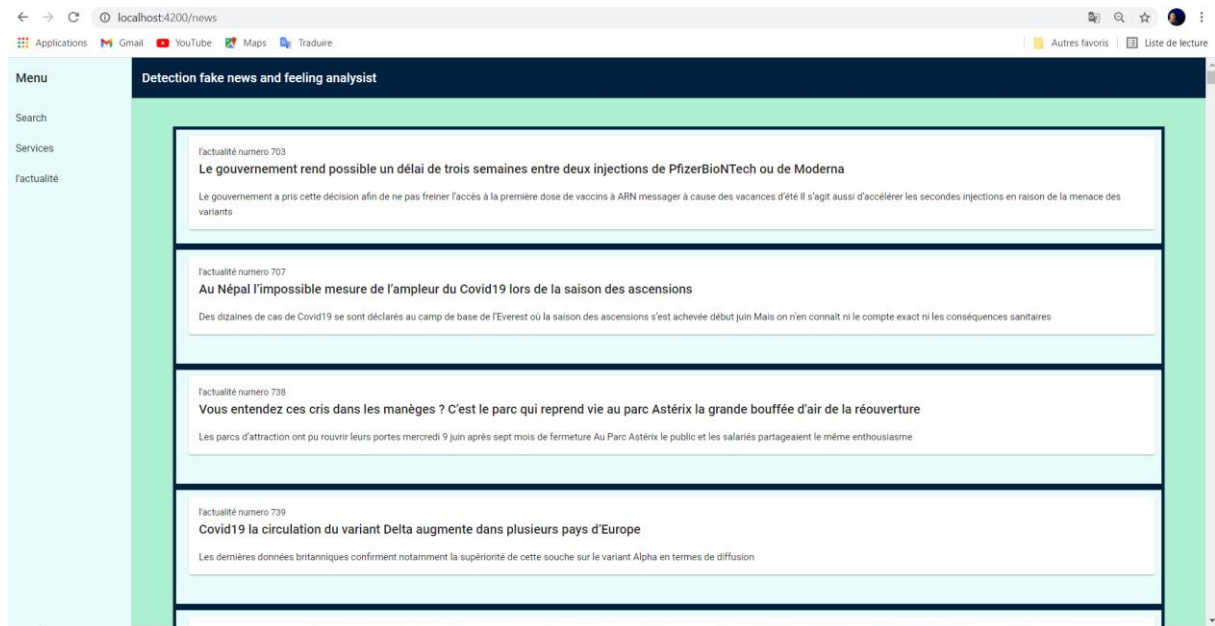 localhost:4200/news
Applications Gmail YouTube Maps Traduire Autres favoris Liste de lecture
Menu
Detection fake news and feeling analysist
Search
Services
l'actualité
l'actualité numero 703
Le gouvernement rend possible un délai de trois semaines entre deux injections de PfizerBioNTech ou de Moderna
Le gouvernement a pris cette décision afin de ne pas freiner l'accès à la première dose de vaccins à ARN messager à cause des vacances d'été Il s'agit aussi d'accélérer les secondes injections en raison de la menace des
variants
l'actualité numero 707
Au Népal l'impossible mesure de l'ampleur du Covid19 lors de la saison des ascensions
Des dizaines de cas de Covid19 se sont déclarés au camp de base de l'Everest où la saison des ascensions s'est achevée début juin Mais on n'en connaît ni le compte exact ni les conséquences sanitaires
l'actualité numero 738
Vous entendez ces cris dans les manèges ? C'est le parc qui reprend vie au parc Astérix la grande bouffée d'air de la réouverture
Les parcs d'attraction ont pu rouvrir leurs portes mercredi 9 juin après sept mois de fermeture Au Parc Astérix le public et les salariés partageaient le même enthousiasme
l'actualité numero 739
Covid19 la circulation du variant Delta augmente dans plusieurs pays d'Europe
Les dernières données britanniques confirment notamment la supériorité de cette souche sur le variant Alpha en termes de diffusion